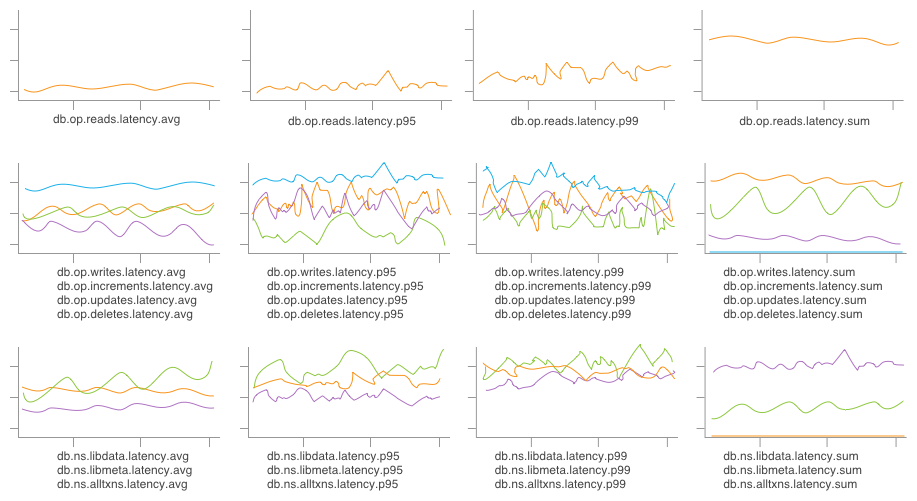 db.op.reads.latency.avg
db.op.reads.latency.p95
db.op.reads.latency.p99
db.op.reads.latency.sum
db.op.writes.latency.avg
db.op.increments.latency.avg
db.op.updates.latency.avg
db.op.deletes.latency.avg
db.op.writes.latency.p95
db.op.increments.latency.p95
db.op.updates.latency.p95
db.op.deletes.latency.p95
db.op.writes.latency.p99
db.op.increments.latency.p99
db.op.updates.latency.p99
db.op.deletes.latency.p99
db.op.writes.latency.sum
db.op.increments.latency.sum
db.op.updates.latency.sum
db.op.deletes.latency.sum
db.ns.libdata.latency.avg
db.ns.libmeta.latency.avg
db.ns.alltxns.latency.avg
db.ns.libdata.latency.p95
db.ns.libmeta.latency.p95
db.ns.alltxns.latency.p95
db.ns.libdata.latency.p99
db.ns.libmeta.latency.p99
db.ns.alltxns.latency.p99
db.ns.libdata.latency.sum
db.ns.libmeta.latency.sum
db.ns.alltxns.latency.sum